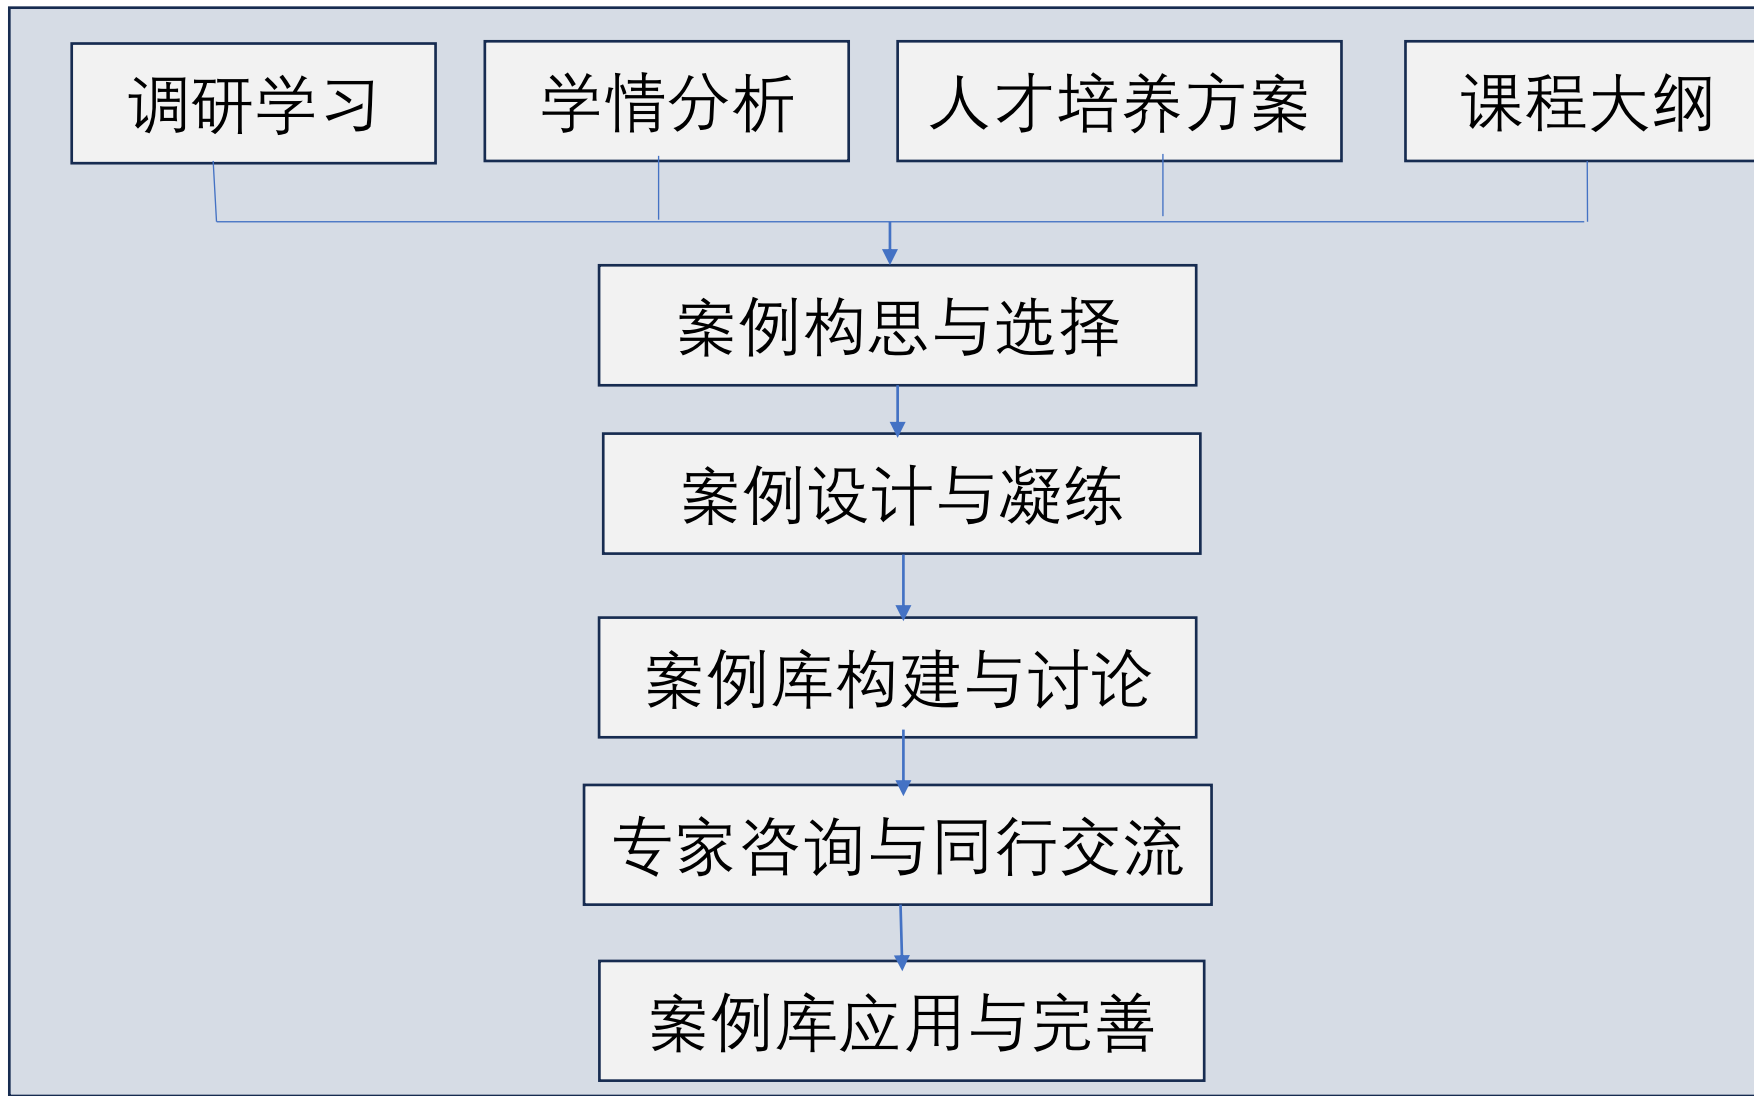 调研学习 学情分析 人才培养方案 课程大纲
案例构思与选择
案例设计与凝练
案例库构建与讨论
专家咨询与同行交流
案例库应用与完善